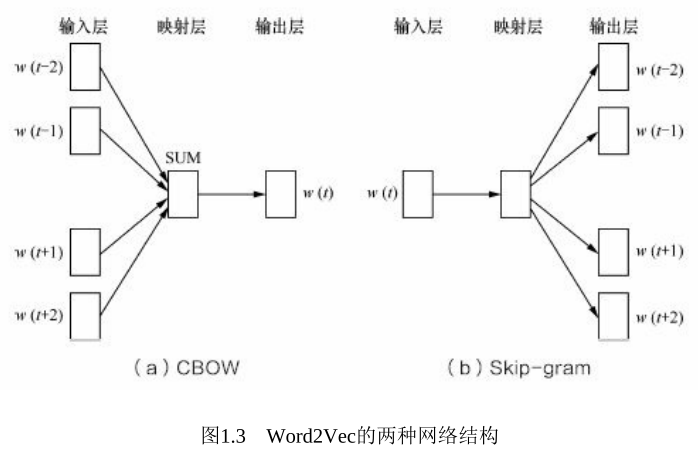 输入层 映射层 输出层 输入层 映射层 输出层
w (t−2) w (t−2)
w (t−1) w (t−1)
SUM
w (t) w (t)
w (t+1) w (t+1)
w (t+2) w (t+2)
(a) CBOW (b) Skip-gram
图1.3 Word2Vec的两种网络结构